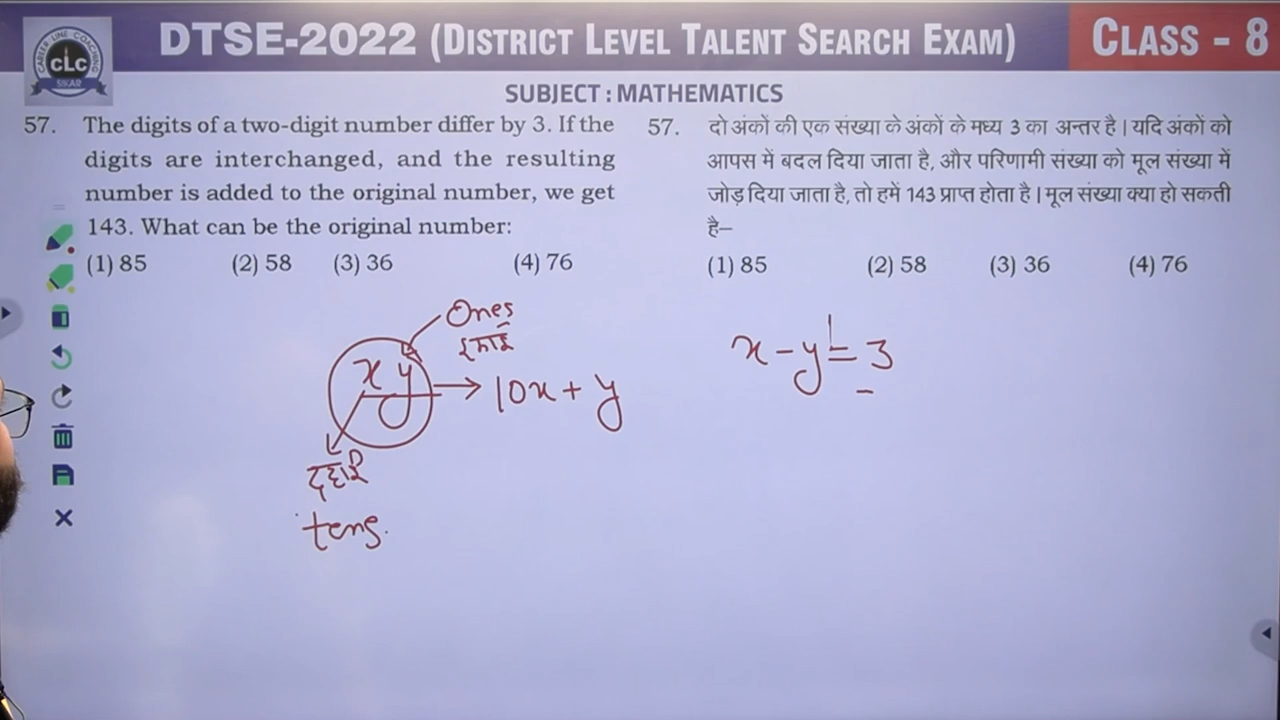 CAREER LINE COACHING
CLC
SIKAR
DTSE-2022 (DISTRICT LEVEL TALENT SEARCH EXAM)
CLASS - 8
SUBJECT : MATHEMATICS
57. The digits of a two-digit number differ by 3. If the
digits are interchanged, and the resulting
number is added to the original number, we get
143. What can be the original number:
(1) 85 (2) 58 (3) 36 (4) 76
57. दो अंकों की एक संख्या के अंकों के मध्य 3 का अन्तर है। यदि अंकों को
आपस में बदल दिया जाता है, और परिणामी संख्या को मूल संख्या में
जोड़ दिया जाता है, तो हमें 143 प्राप्त होता है। मूल संख्या क्या हो सकती
है–
(1) 85 (2) 58 (3) 36 (4) 76
Ones
इकाई
x y → 10x + y
दहाई
tens.
x - y = 3